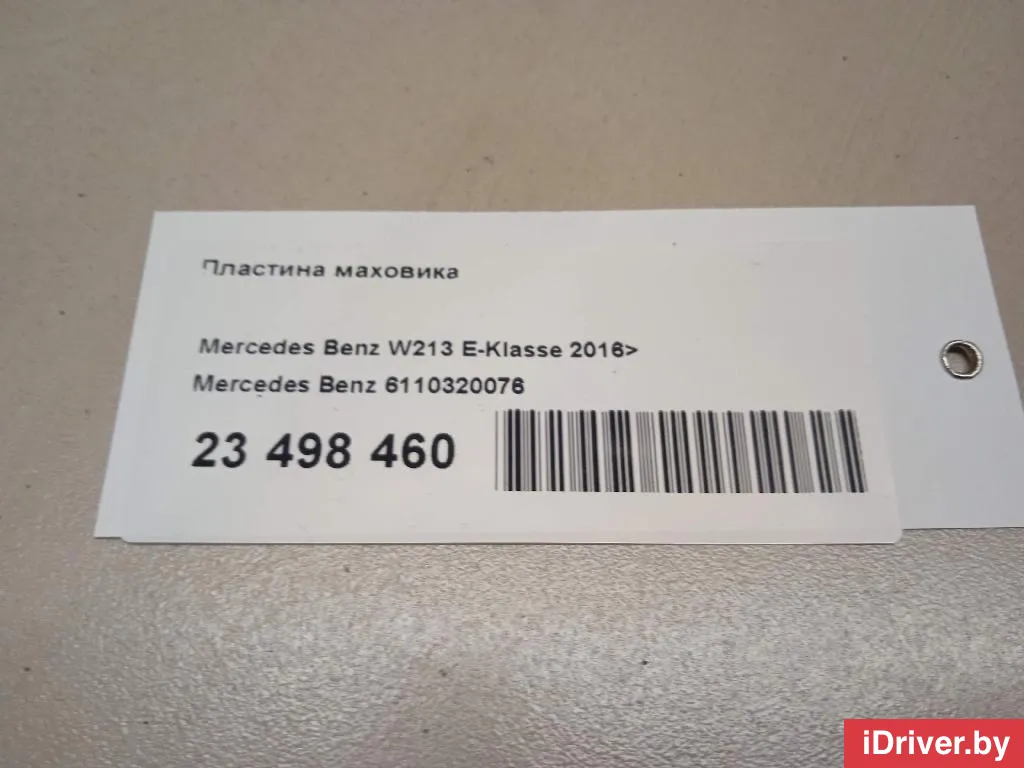 Пластина маховика
Mercedes Benz W213 E-Klasse 2016>
Mercedes Benz 6110320076
23 498 460
iDriver.by